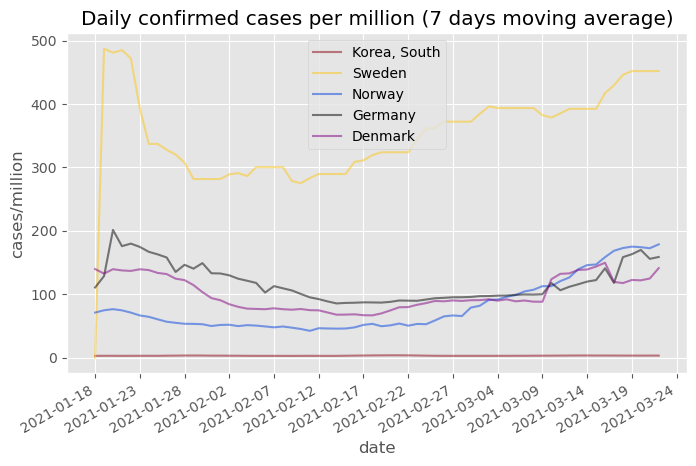 Daily confirmed cases per million (7 days moving average)
Korea, South
Sweden
Norway
Germany
Denmark
cases/million
500
400
300
200
100
0
2021-01-18
2021-01-23
2021-01-28
2021-02-02
2021-02-07
2021-02-12
2021-02-17
2021-02-22
2021-02-27
2021-03-04
2021-03-09
2021-03-14
2021-03-19
2021-03-24
date